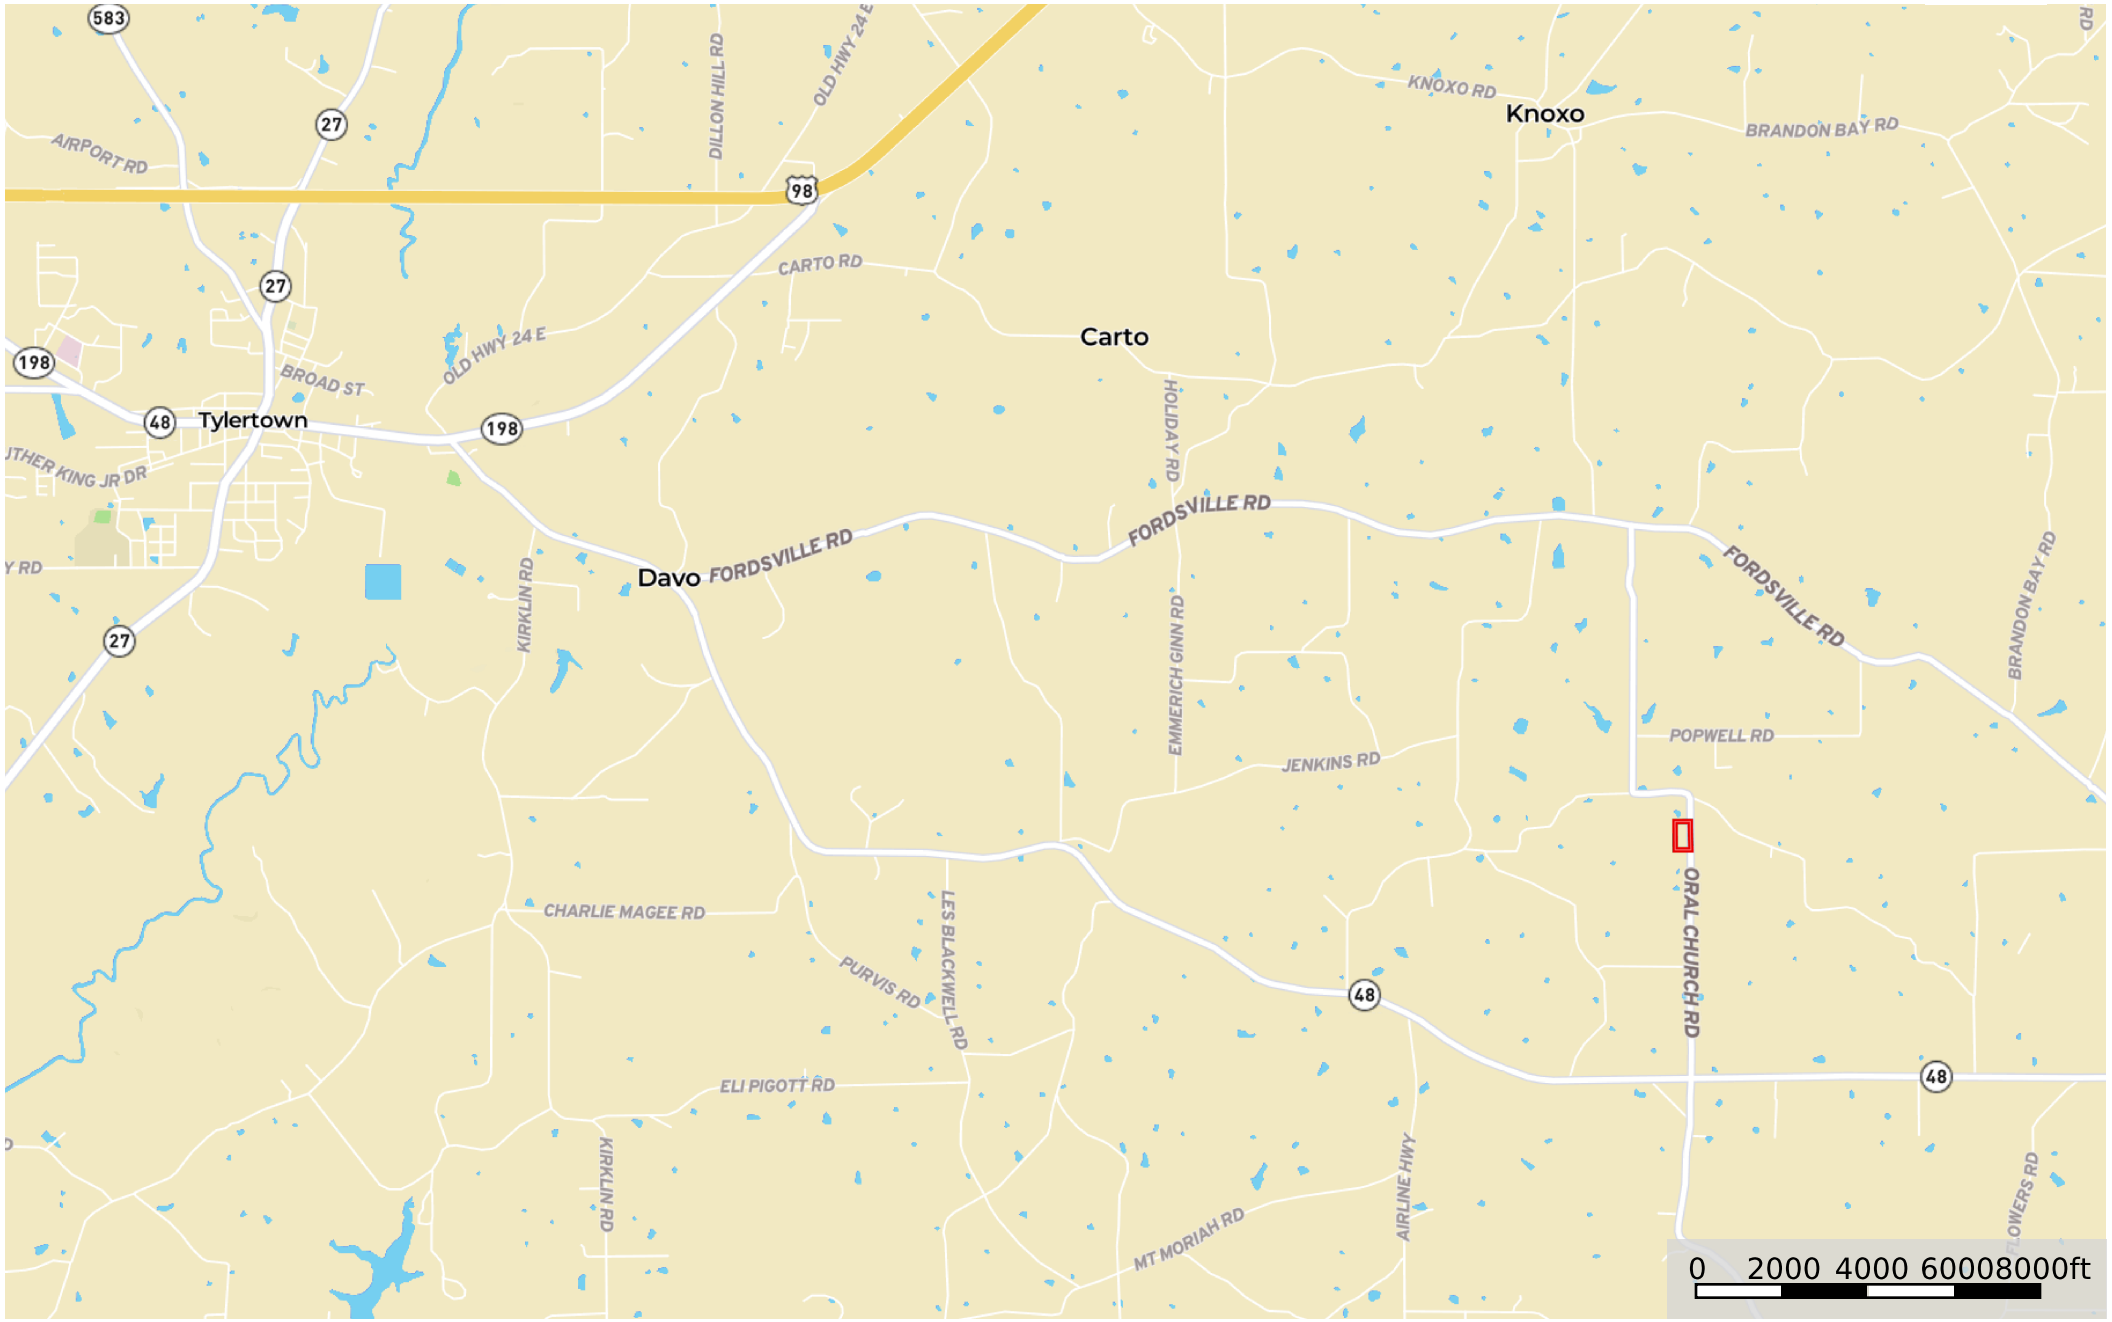 583
OLD HWY 24 E
RD
DILLON HILL RD
KNOXO RD
Knoxo
27
BRANDON BAY RD
AIRPORT RD
98
CARTO RD
27
Carto
OLD HWY 24 E
198
BROAD ST
48
Tylertown
198
HOLIDAY RD
UTHER KING JR DR
FORDSVILLE RD
FORDSVILLE RD
FORDSVILLE RD
BRANDON BAY RD
Y RD
Davo
KIRKLIN RD
27
EMMERICH GINN RD
POPWELL RD
JENKINS RD
CHARLIE MAGEE RD
LES BLACKWELL RD
ORAL CHURCH RD
PURVIS RD
48
ELI PIGOTT RD
48
D
KIRKLIN RD
AIRLINE HWY
MT MORIAH RD
FLOWERS RD
0 2000 4000 60008000ft